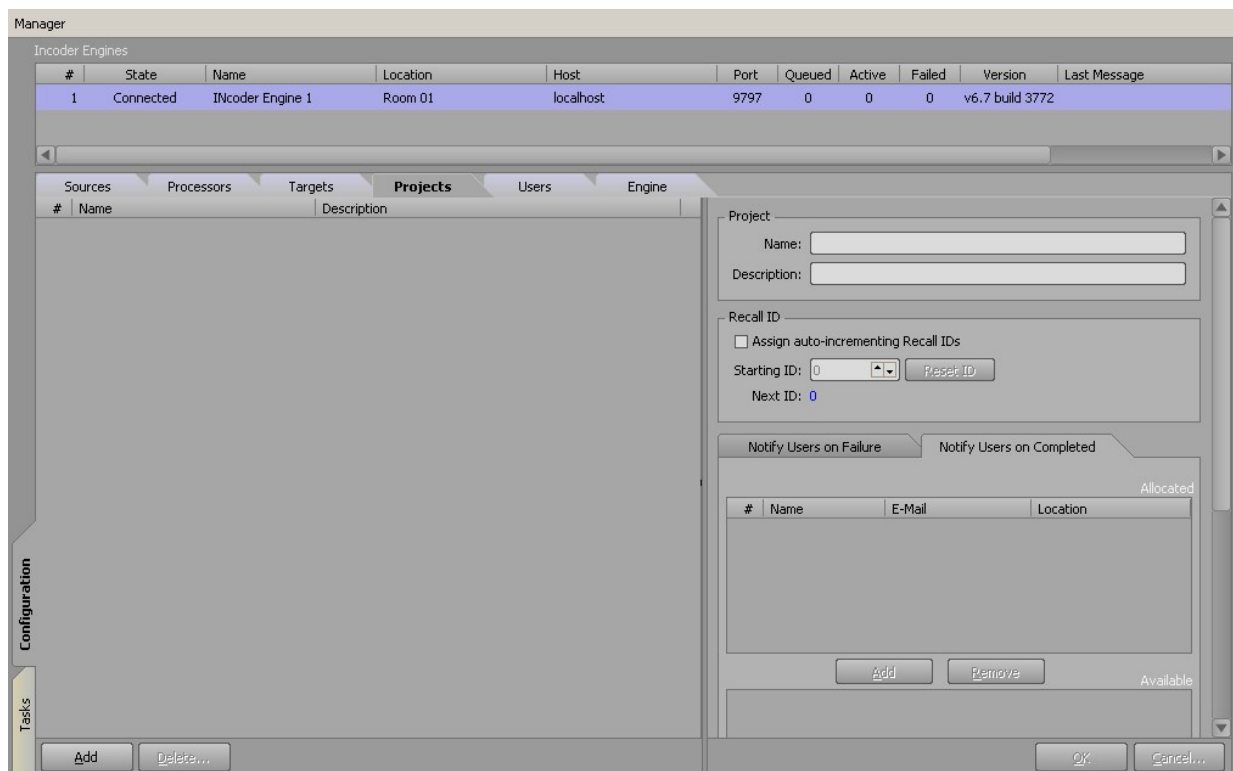 Manager
Incoder Engines
# State Name Location Host Port Queued Active Failed Version Last Message
1 Connected INcoder Engine 1 Room 01 localhost 9797 0 0 0 v6.7 build 3772
Sources Processors Targets Projects Users Engine
# Name Description
Project
Name:
Description:
Recall ID
Assign auto-incrementing Recall IDs
Starting ID: 0 Reset ID
Next ID: 0
Notify Users on Failure Notify Users on Completed
Allocated
# Name E-Mail Location
Add Remove
Available
Configuration
Tasks
Add Delete... OK Cancel...